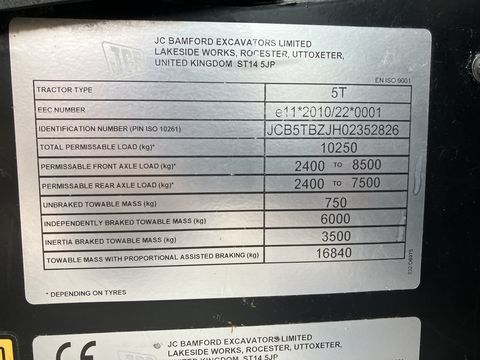 JCB
JC BAMFORD EXCAVATORS LIMITED
LAKESIDE WORKS, ROCESTER, UTTOXETER,
UNITED KINGDOM ST14 5JP
EN ISO 9001
TRACTOR TYPE 5T
EEC NUMBER e11*2010/22*0001
IDENTIFICATION NUMBER (PIN ISO 10261) JCB5TBZJH02352826
TOTAL PERMISSABLE LOAD (kg)* 10250
PERMISSABLE FRONT AXLE LOAD (kg)* 2400 TO 8500
PERMISSABLE REAR AXLE LOAD (kg)* 2400 TO 7500
UNBRAKED TOWABLE MASS (kg) 750
INDEPENDENTLY BRAKED TOWABLE MASS (kg) 6000
INERTIA BRAKED TOWABLE MASS (kg) 3500
TOWABLE MASS WITH PROPORTIONAL ASSISTED BRAKING (kg) 16840
* DEPENDING ON TYRES
CE
JC BAMFORD EXCAVATORS LIMITED
LAKESIDE WORKS, ROCESTER, UTTOXETER,
UNITED KINGDOM ST14 5JP